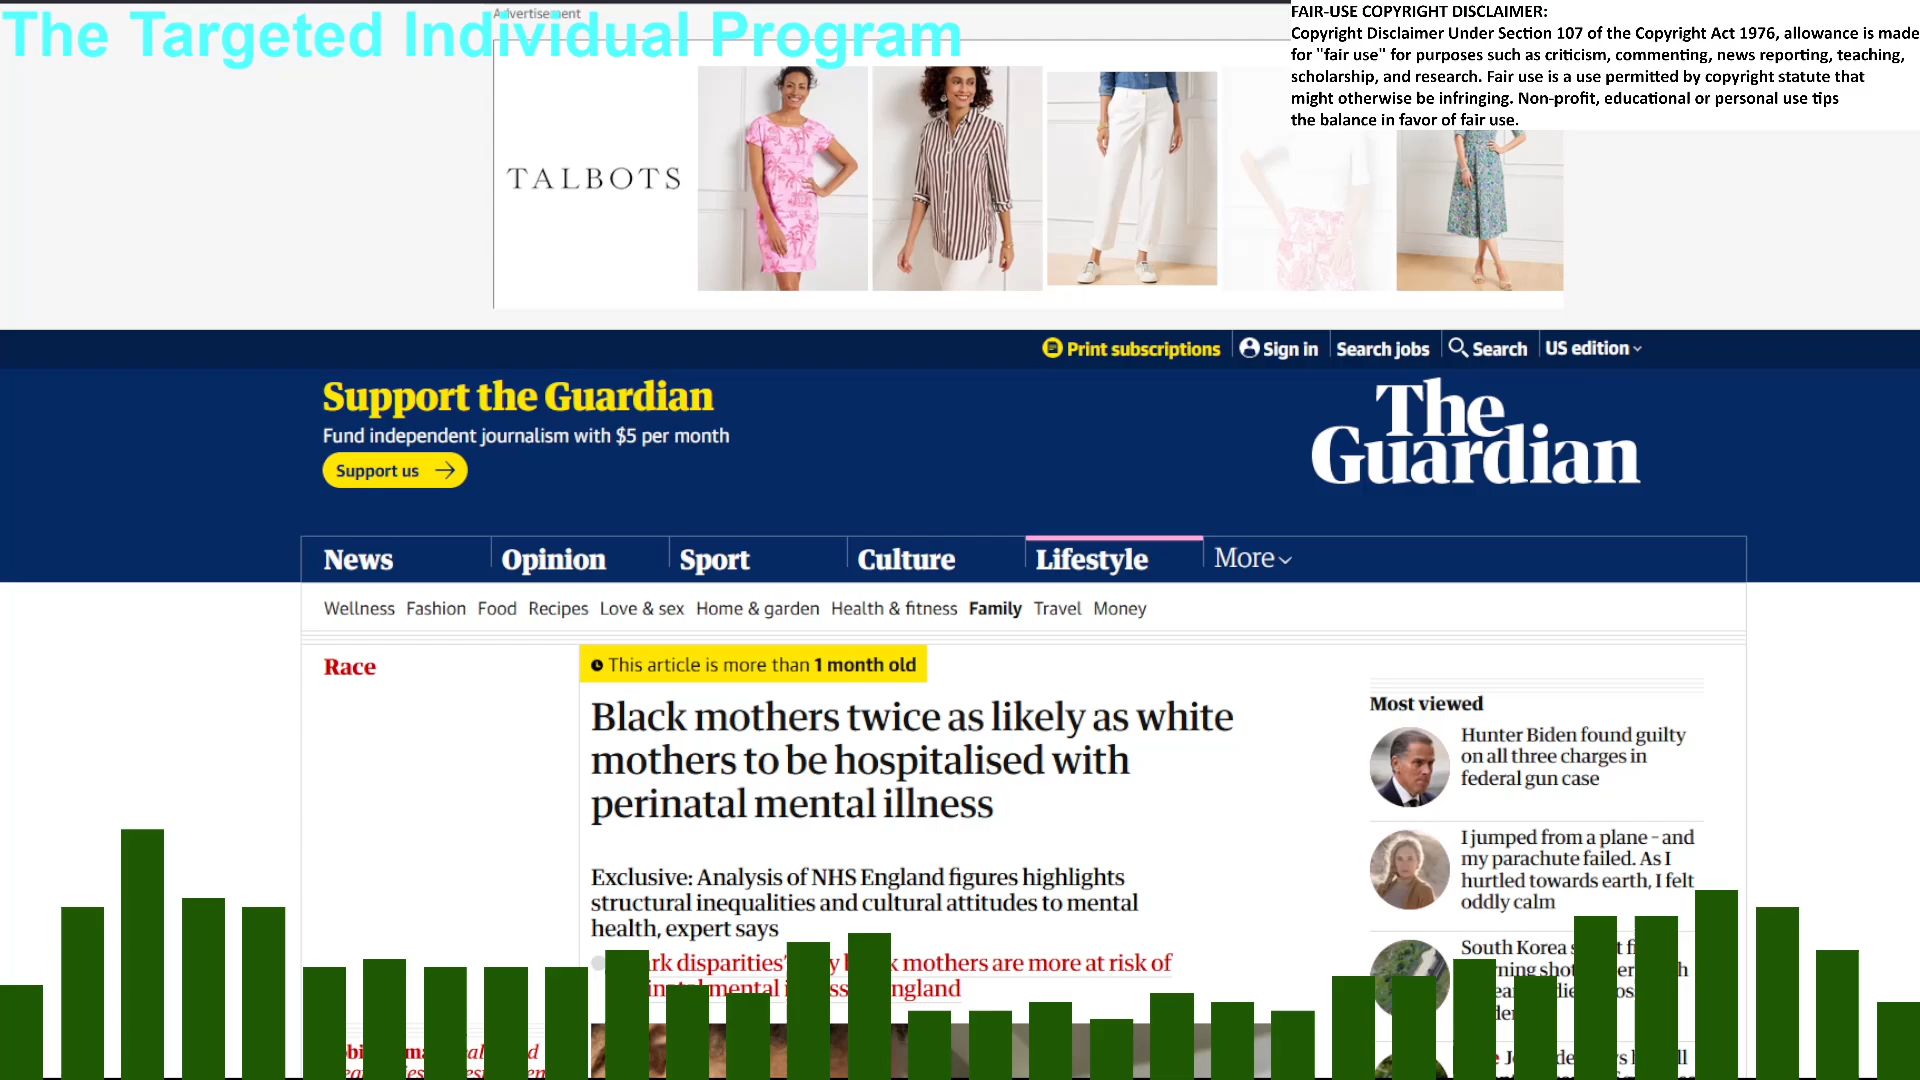 The Targeted Individual Program
Advertisement
FAIR-USE COPYRIGHT DISCLAIMER:
Copyright Disclaimer Under Section 107 of the Copyright Act 1976, allowance is made
for "fair use" for purposes such as criticism, commenting, news reporting, teaching,
scholarship, and research. Fair use is a use permitted by copyright statute that
might otherwise be infringing. Non-profit, educational or personal use tips
the balance in favor of fair use.
TALBOTS
Print subscriptions
Sign in
Search jobs
Search
US edition
Support the Guardian
Fund independent journalism with $5 per month
Support us
The
Guardian
News
Opinion
Sport
Culture
Lifestyle
More
Wellness Fashion Food Recipes Love & sex Home & garden Health & fitness Family Travel Money
Race
This article is more than 1 month old
Black mothers twice as likely as white
mothers to be hospitalised with
perinatal mental illness
Exclusive: Analysis of NHS England figures highlights
structural inequalities and cultural attitudes to mental
health, expert says
disparities' mothers are more at risk of
mental
Most viewed
Hunter Biden found guilty
on all three charges in
federal gun case
I jumped from a plane – and
my parachute failed. As I
hurtled towards earth, I felt
oddly calm
South Korea